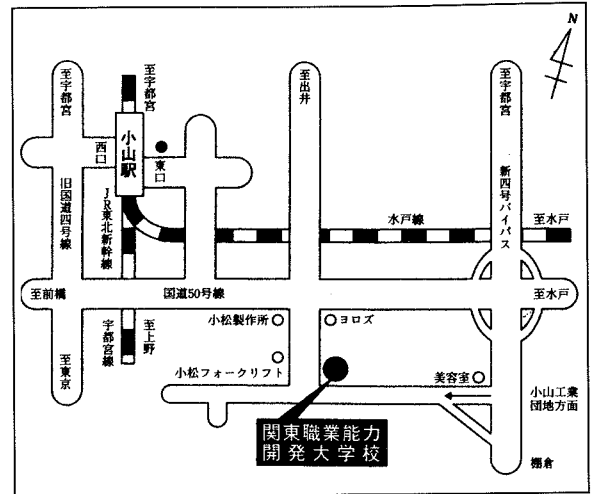 N
至宇都宮
至宇都宮
至出井
至宇都宮
小山駅
西口
東口
旧国道四号線
JR東北新幹線
新四号バイパス
水戸線
至水戸
至前橋
国道50号線
至水戸
宇都宮線
至上野
小松製作所
ヨロズ
至東京
小松フォークリフト
美容室
小山工業
団地方面
関東職業能力
開発大学校
棚倉